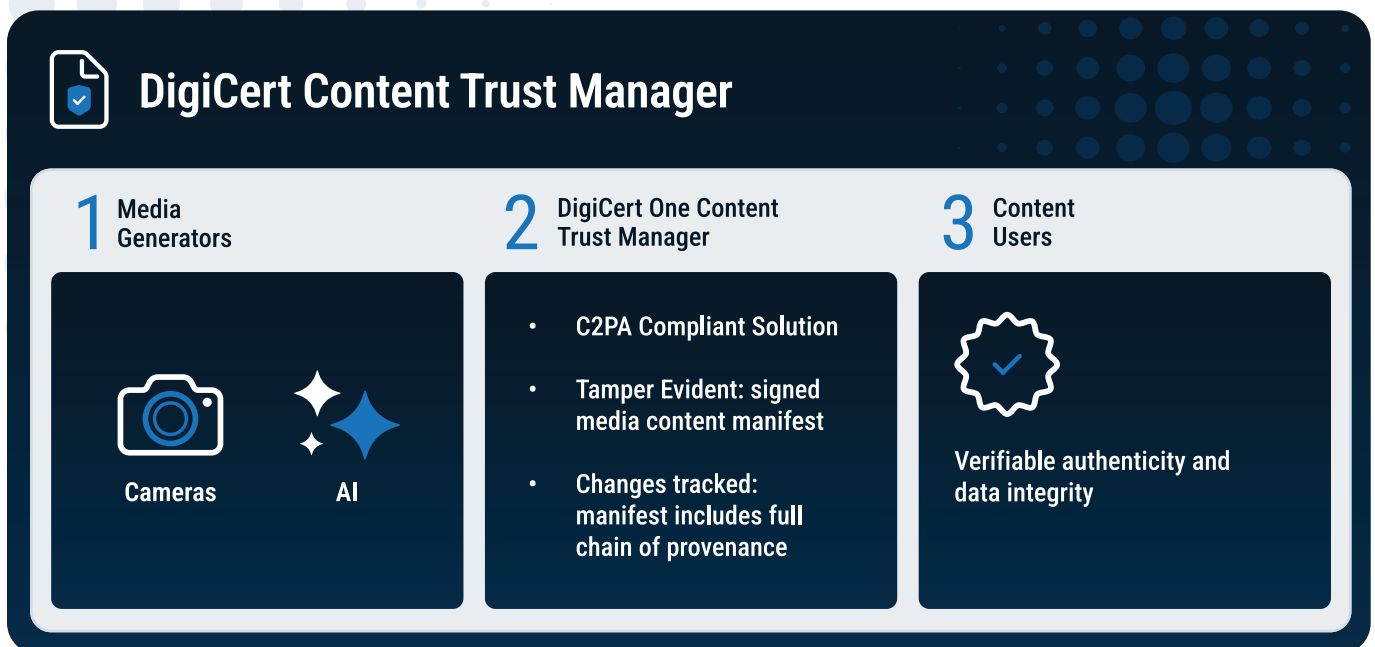 DigiCert Content Trust Manager
1 Media
Generators
2 DigiCert One Content
Trust Manager
3 Content
Users
Cameras
AI
• C2PA Compliant Solution
• Tamper Evident: signed
media content manifest
• Changes tracked:
manifest includes full
chain of provenance
Verifiable authenticity and
data integrity